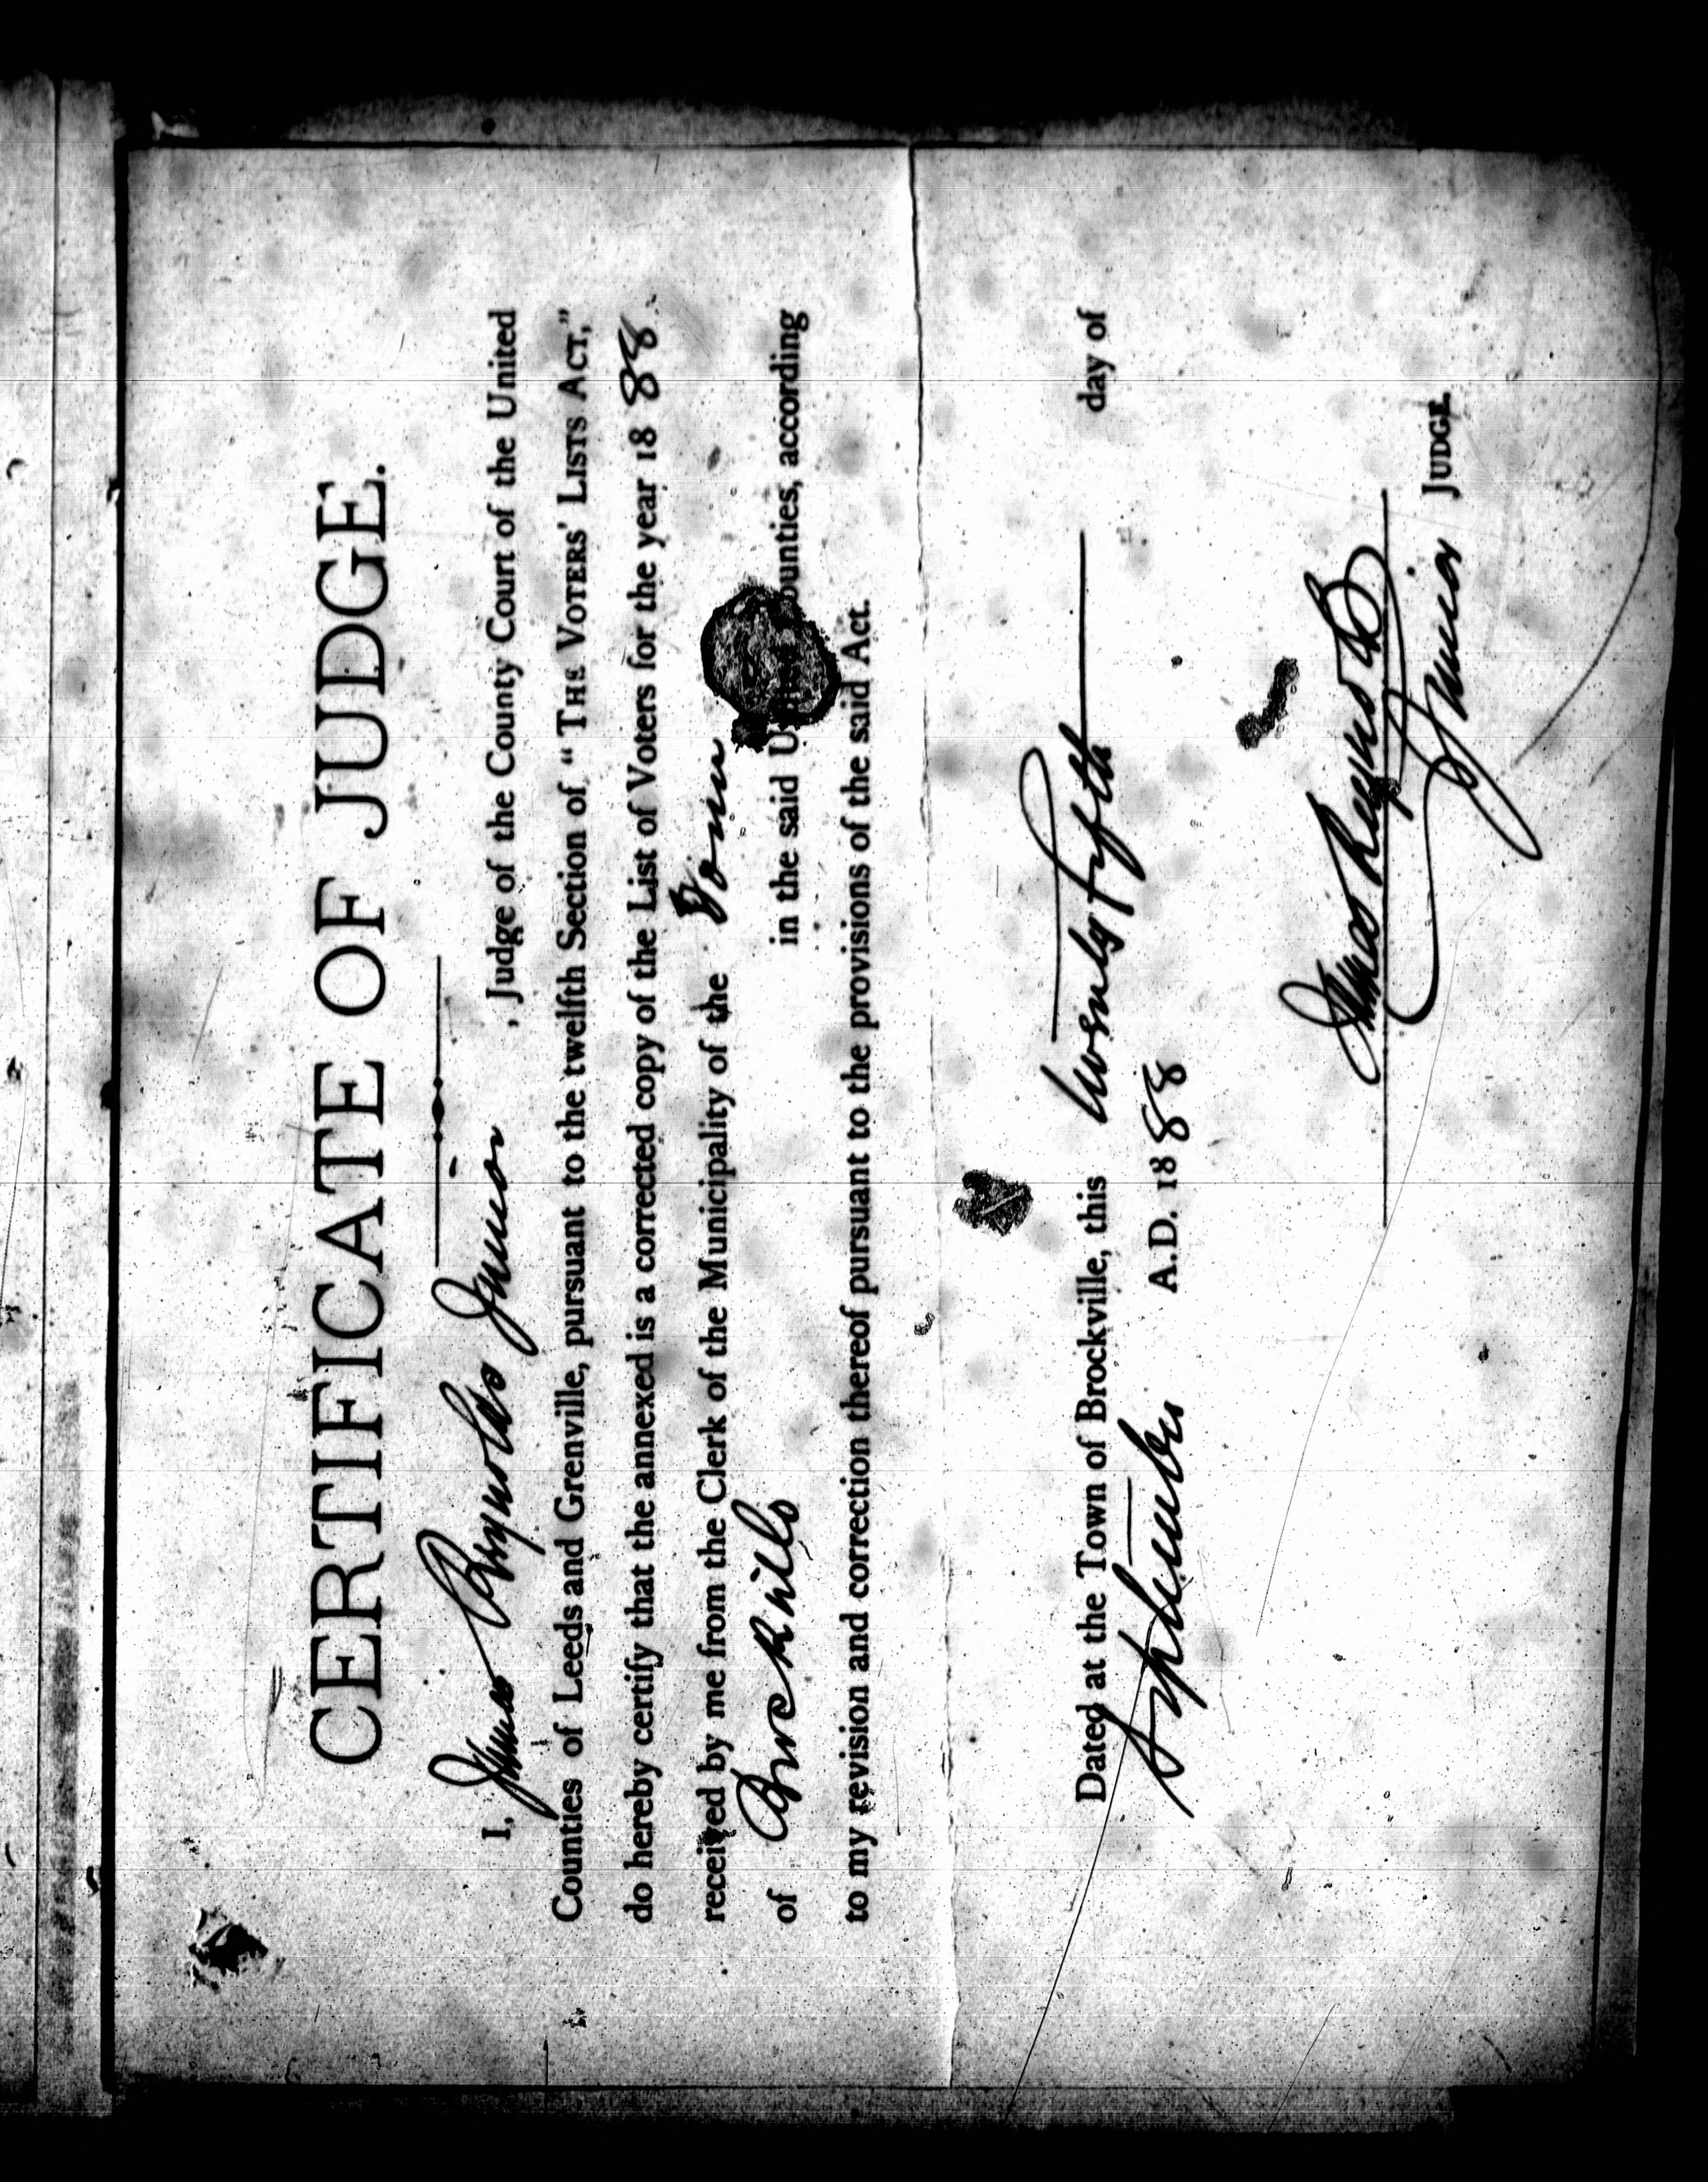 CERTIFICATE OF JUDGE.
I, James Reynolds Junior, Judge of the County Court of the United
Counties of Leeds and Grenville, pursuant to the twelfth Section of "THE VOTERS' LISTS ACT,"
do hereby certify that the annexed is a corrected copy of the List of Voters for the year 1888
received by me from the Clerk of the Municipality of the Town
of Brockville in the said United Counties, according
to my revision and correction thereof pursuant to the provisions of the said Act.
Dated at the Town of Brockville, this twenty fifth day of
September A.D. 1888
James Reynolds
Junior JUDGE.